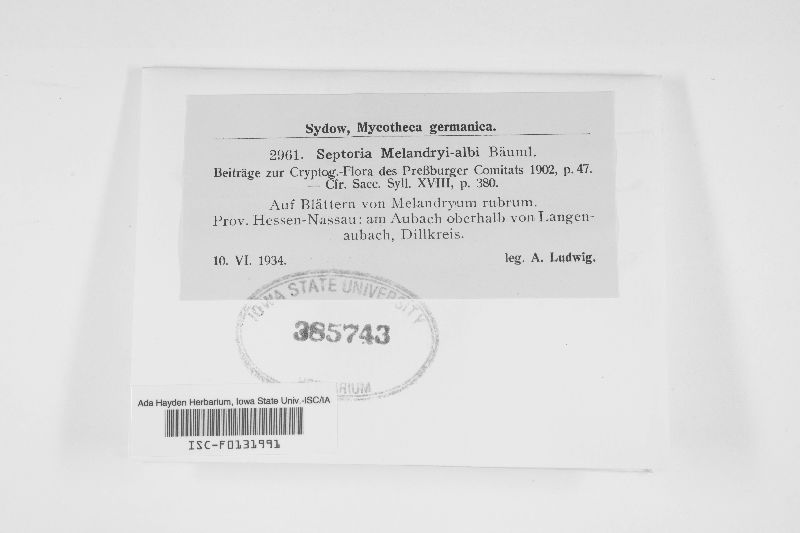 Sydow, Mycotheca germanica.
2961. Septoria Melandryi-albi Bäuml.
Beiträge zur Cryptog.-Flora des Preßburger Comitats 1902, p. 47.
— Cfr. Sacc. Syll. XVIII, p. 380.
Auf Blättern von Melandryum rubrum.
Prov. Hessen-Nassau: am Aubach oberhalb von Langen-
aubach, Dillkreis.
10. VI. 1934. leg. A. Ludwig.
IOWA STATE UNIVERSITY
385743
Ada Hayden Herbarium, Iowa State Univ.-ISC/IA
ISC-F0131991